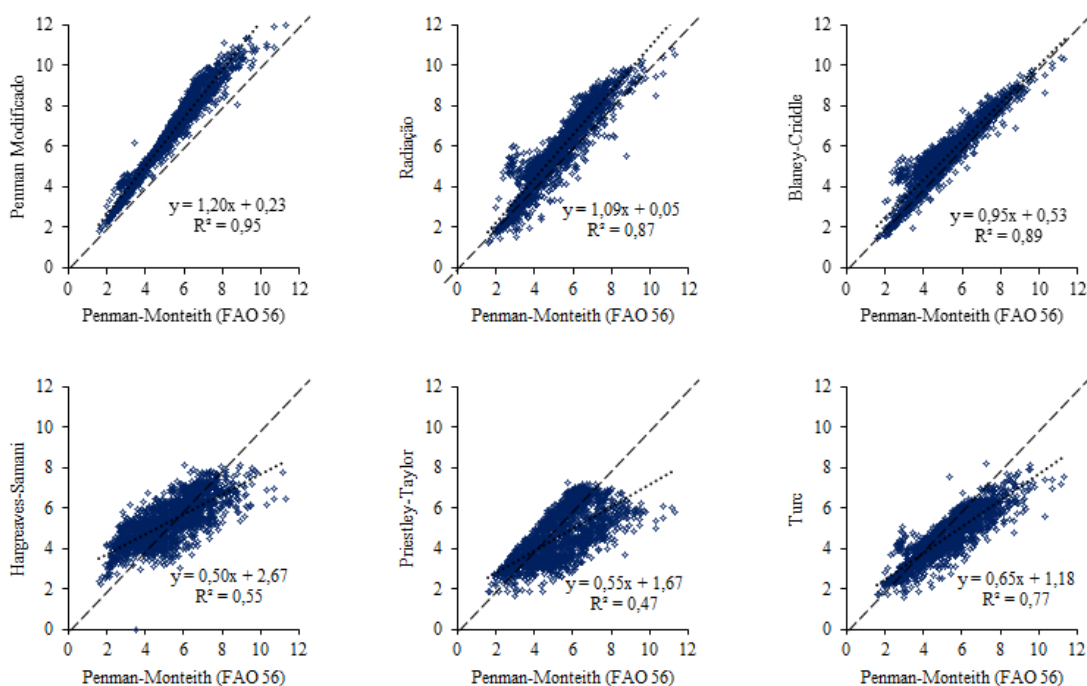 Penman Modificado
12
10
8
6
4
2
0
y = 1,20x + 0,23
R² = 0,95
0 2 4 6 8 10 12
Penman-Monteith (FAO 56)
Radiação
12
10
8
6
4
2
0
y = 1,09x + 0,05
R² = 0,87
0 2 4 6 8 10 12
Penman-Monteith (FAO 56)
Blaney-Criddle
12
10
8
6
4
2
0
y = 0,95x + 0,53
R² = 0,89
0 2 4 6 8 10 12
Penman-Monteith (FAO 56)
Hargreaves-Samani
12
10
8
6
4
2
0
y = 0,50x + 2,67
R² = 0,55
0 2 4 6 8 10 12
Penman-Monteith (FAO 56)
Priestley-Taylor
12
10
8
6
4
2
0
y = 0,55x + 1,67
R² = 0,47
0 2 4 6 8 10 12
Penman-Monteith (FAO 56)
Turc
12
10
8
6
4
2
0
y = 0,65x + 1,18
R² = 0,77
0 2 4 6 8 10 12
Penman-Monteith (FAO 56)